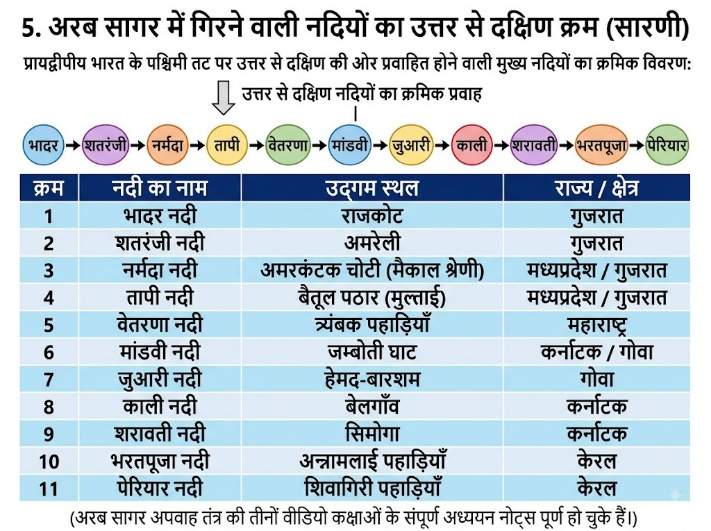 5. अरब सागर में गिरने वाली नदियों का उत्तर से दक्षिण क्रम (सारणी)
प्रायद्वीपीय भारत के पश्चिमी तट पर उत्तर से दक्षिण की ओर प्रवाहित होने वाली मुख्य नदियों का क्रमिक विवरण:
उत्तर से दक्षिण नदियों का क्रमिक प्रवाह
भादर शतरंजी नर्मदा तापी वेतरणा मांडवी जुआरी काली शरावती भरतपूजा पेरियार
क्रम नदी का नाम उद्गम स्थल राज्य / क्षेत्र
1 भादर नदी राजकोट गुजरात
2 शतरंजी नदी अमरेली गुजरात
3 नर्मदा नदी अमरकंटक चोटी (मैकाल श्रेणी) मध्यप्रदेश / गुजरात
4 तापी नदी बैतूल पठार (मुल्ताई) मध्यप्रदेश / गुजरात
5 वेतरणा नदी त्र्यंबक पहाड़ियाँ महाराष्ट्र
6 मांडवी नदी जम्बोती घाट कर्नाटक / गोवा
7 जुआरी नदी हेमद-बारशम गोवा
8 काली नदी बेलगाँव कर्नाटक
9 शरावती नदी सिमोगा कर्नाटक
10 भरतपूजा नदी अन्नामलाई पहाड़ियाँ केरल
11 पेरियार नदी शिवागिरी पहाड़ियाँ केरल
(अरब सागर अपवाह तंत्र की तीनों वीडियो कक्षाओं के संपूर्ण अध्ययन नोट्स पूर्ण हो चुके हैं।)